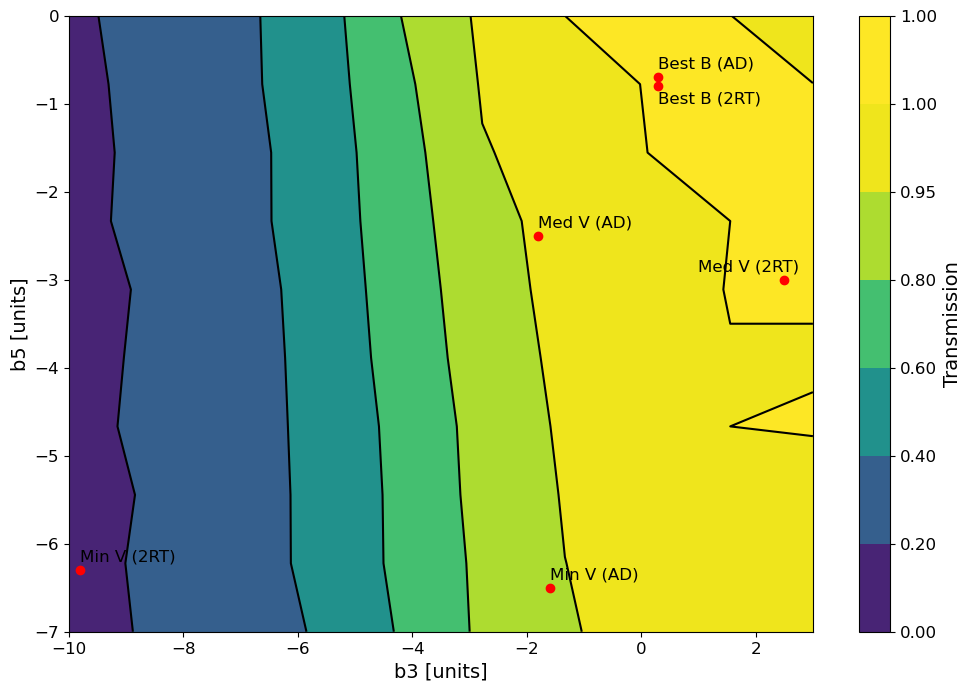 0
−1
−2
−3
−4
−5
−6
−7
b5 [units]
−10
−8
−6
−4
−2
0
2
b3 [units]
Best B (AD)
Best B (2RT)
Med V (AD)
Med V (2RT)
Min V (2RT)
Min V (AD)
1.00
1.00
0.95
0.80
0.60
0.40
0.20
0.00
Transmission